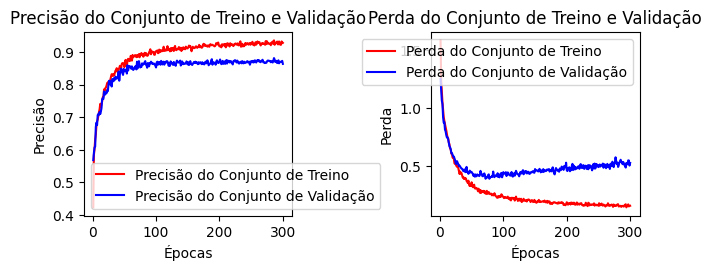 Precisão do Conjunto de Treino e Validação
Perda do Conjunto de Treino e Validação
Precisão
0.9
0.8
0.7
0.6
0.5
0.4
Precisão do Conjunto de Treino
Precisão do Conjunto de Validação
0
100
200
300
Épocas
Perda
1.0
0.5
Perda do Conjunto de Treino
Perda do Conjunto de Validação
0
100
200
300
Épocas